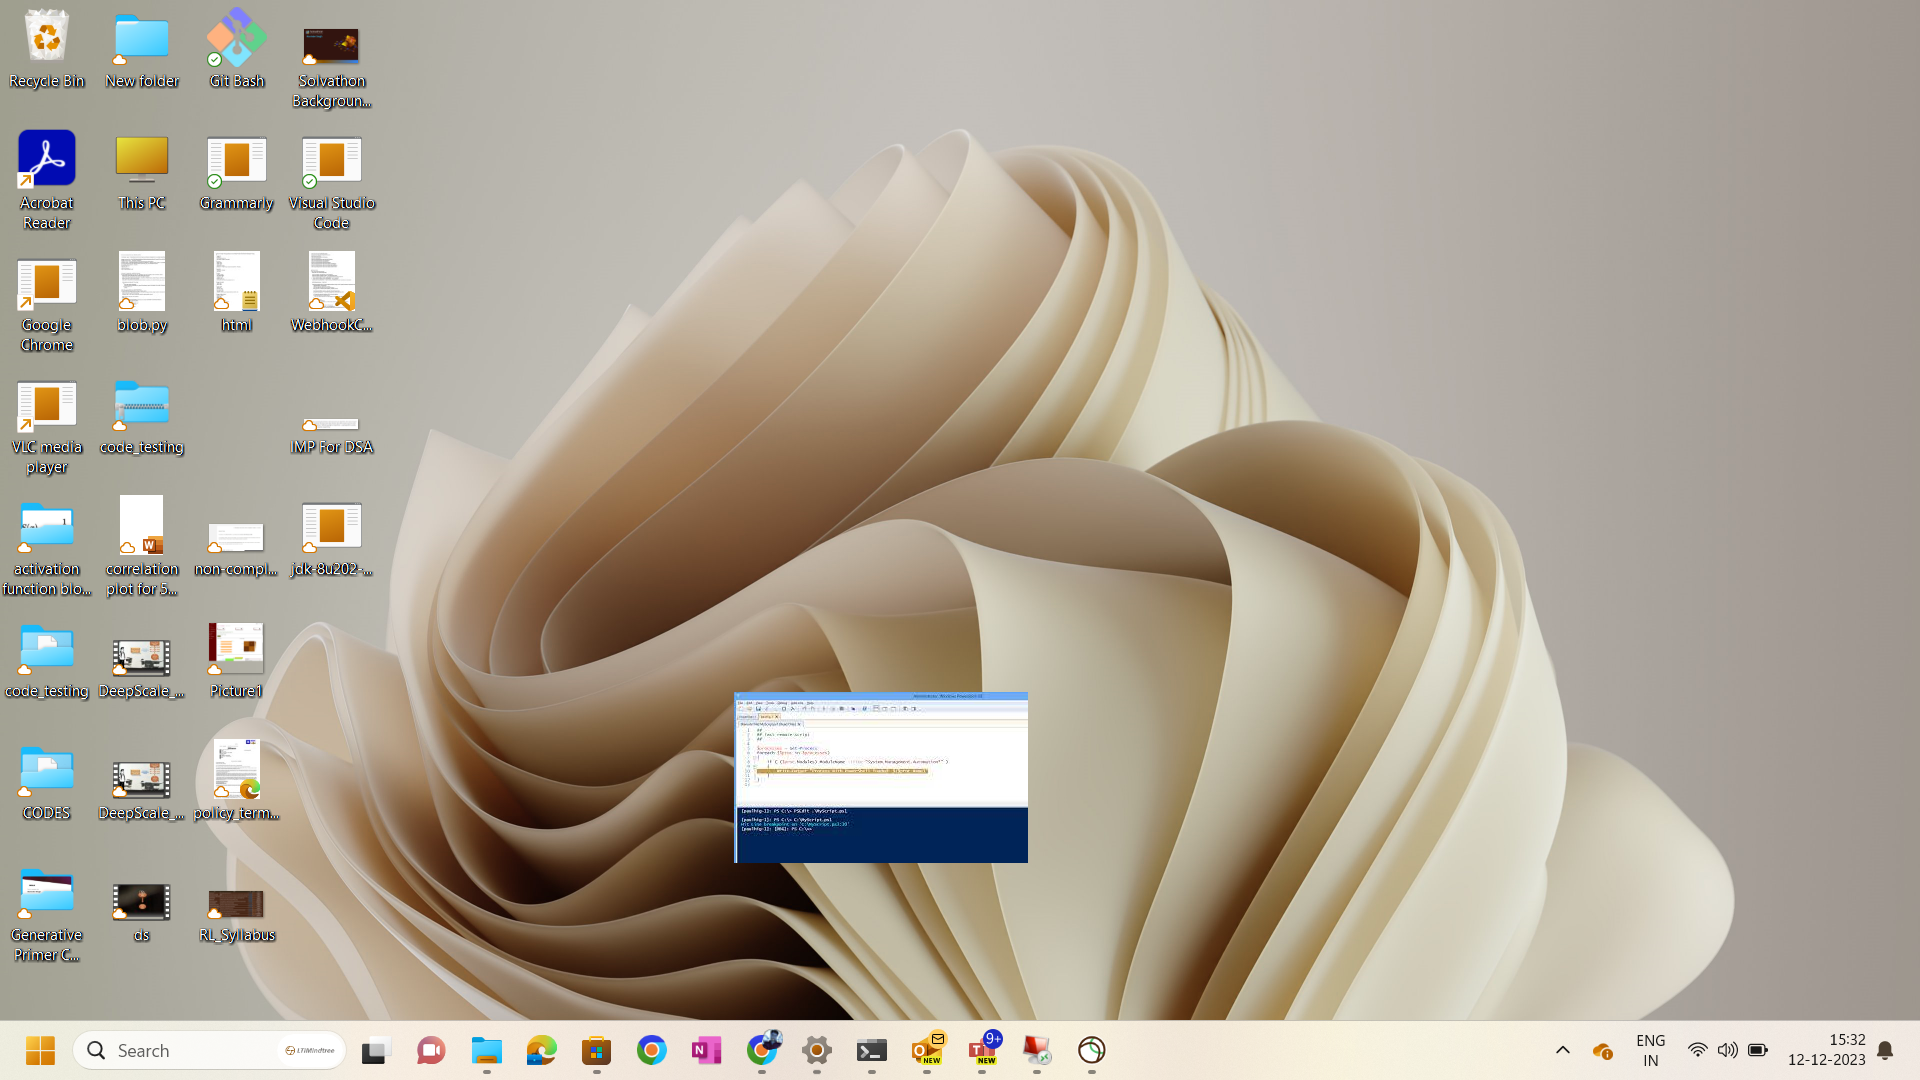 Recycle Bin
New folder
Git Bash
Solvathon
Backgroun...
Acrobat
Reader
This PC
Grammarly
Visual Studio
Code
Google
Chrome
blob.py
html
WebhookC...
VLC media
player
code_testing
IMP For DSA
activation
function blo...
correlation
plot for 5...
non-compl...
jdk-8u202-...
code_testing
DeepScale_...
Picture1
CODES
DeepScale_...
policy_term...
Generative
Primer C...
ds
RL_Syllabus
Search
LTIMindtree
NEW
9+
NEW
ENG
IN
15:32
12-12-2023